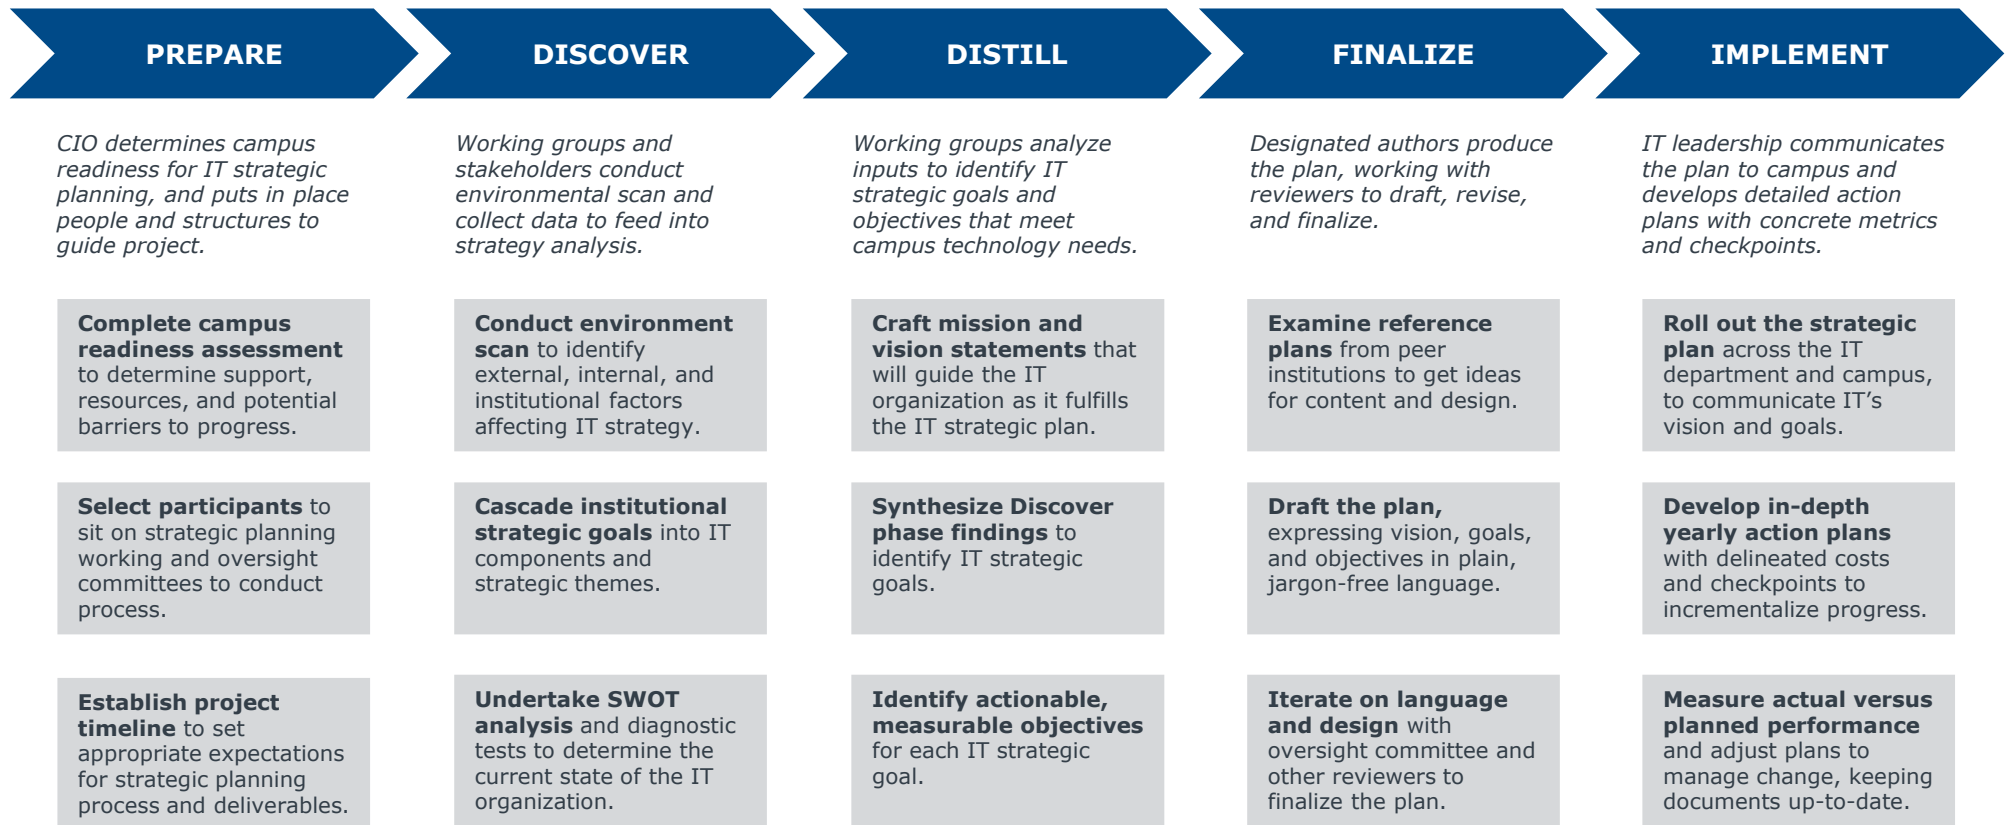 PREPARE
DISCOVER
DISTILL
FINALIZE
IMPLEMENT
CIO determines campus
readiness for IT strategic
planning, and puts in place
people and structures to
guide project.
Working groups and
stakeholders conduct
environmental scan and
collect data to feed into
strategy analysis.
Working groups analyze
inputs to identify IT
strategic goals and
objectives that meet
campus technology needs.
Designated authors produce
the plan, working with
reviewers to draft, revise,
and finalize.
IT leadership communicates
the plan to campus and
develops detailed action
plans with concrete metrics
and checkpoints.
Complete campus
readiness assessment
to determine support,
resources, and potential
barriers to progress.
Conduct environment
scan to identify
external, internal, and
institutional factors
affecting IT strategy.
Craft mission and
vision statements that
will guide the IT
organization as it fulfills
the IT strategic plan.
Examine reference
plans from peer
institutions to get ideas
for content and design.
Roll out the strategic
plan across the IT
department and campus,
to communicate IT’s
vision and goals.
Select participants to
sit on strategic planning
working and oversight
committees to conduct
process.
Cascade institutional
strategic goals into IT
components and
strategic themes.
Synthesize Discover
phase findings to
identify IT strategic
goals.
Draft the plan,
expressing vision, goals,
and objectives in plain,
jargon-free language.
Develop in-depth
yearly action plans
with delineated costs
and checkpoints to
incrementalize progress.
Establish project
timeline to set
appropriate expectations
for strategic planning
process and deliverables.
Undertake SWOT
analysis and diagnostic
tests to determine the
current state of the IT
organization.
Identify actionable,
measurable objectives
for each IT strategic
goal.
Iterate on language
and design with
oversight committee and
other reviewers to
finalize the plan.
Measure actual versus
planned performance
and adjust plans to
manage change, keeping
documents up-to-date.